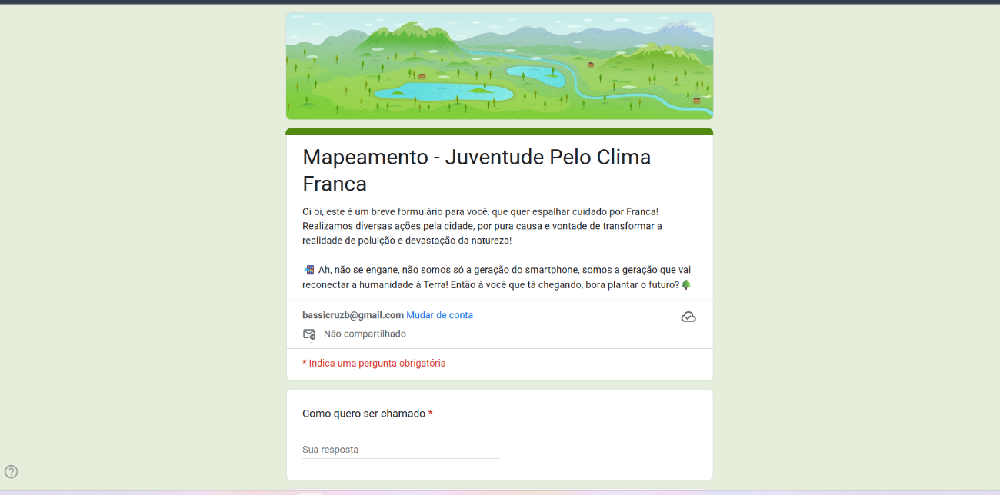 Mapeamento - Juventude Pelo Clima
Franca
Oi oi, este é um breve formulário para você, que quer espalhar cuidado por Franca!
Realizamos diversas ações pela cidade, por pura causa e vontade de transformar a
realidade de poluição e devastação da natureza!
📲 Ah, não se engane, não somos só a geração do smartphone, somos a geração que vai
reconectar a humanidade à Terra! Então à você que tá chegando, bora plantar o futuro? 🌳
bassicruzb@gmail.com Mudar de conta
Não compartilhado
* Indica uma pergunta obrigatória
Como quero ser chamado *
Sua resposta